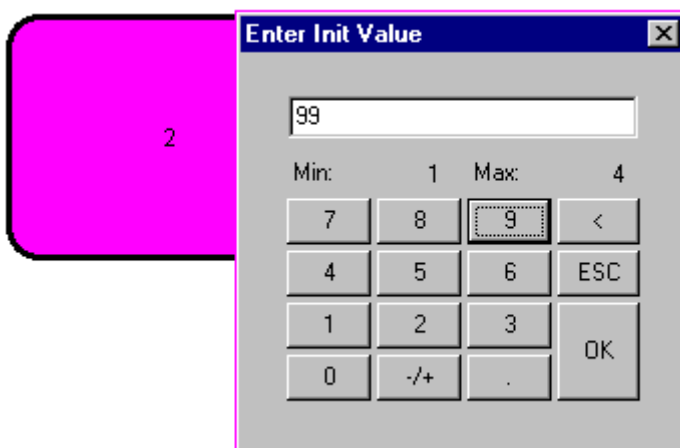 Enter Init Value
99
2
Min: 1 Max: 4
7 8 9 <
4 5 6 ESC
1 2 3
OK
0 -/+ .